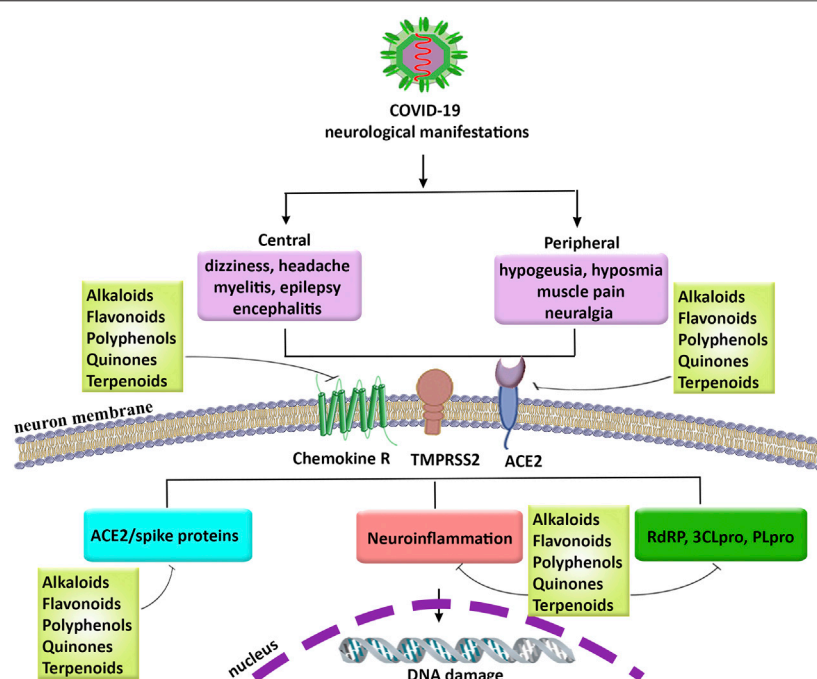 COVID-19
neurological manifestations
Central
dizziness, headache
myelitis, epilepsy
encephalitis
Peripheral
hypogeusia, hyposmia
muscle pain
neuralgia
Alkaloids
Flavonoids
Polyphenols
Quinones
Terpenoids
Alkaloids
Flavonoids
Polyphenols
Quinones
Terpenoids
neuron membrane
Chemokine R
TMPRSS2
ACE2
ACE2/spike proteins
Neuroinflammation
Alkaloids
Flavonoids
Polyphenols
Quinones
Terpenoids
RdRP, 3CLpro, PLpro
Alkaloids
Flavonoids
Polyphenols
Quinones
Terpenoids
nucleus
DNA damage